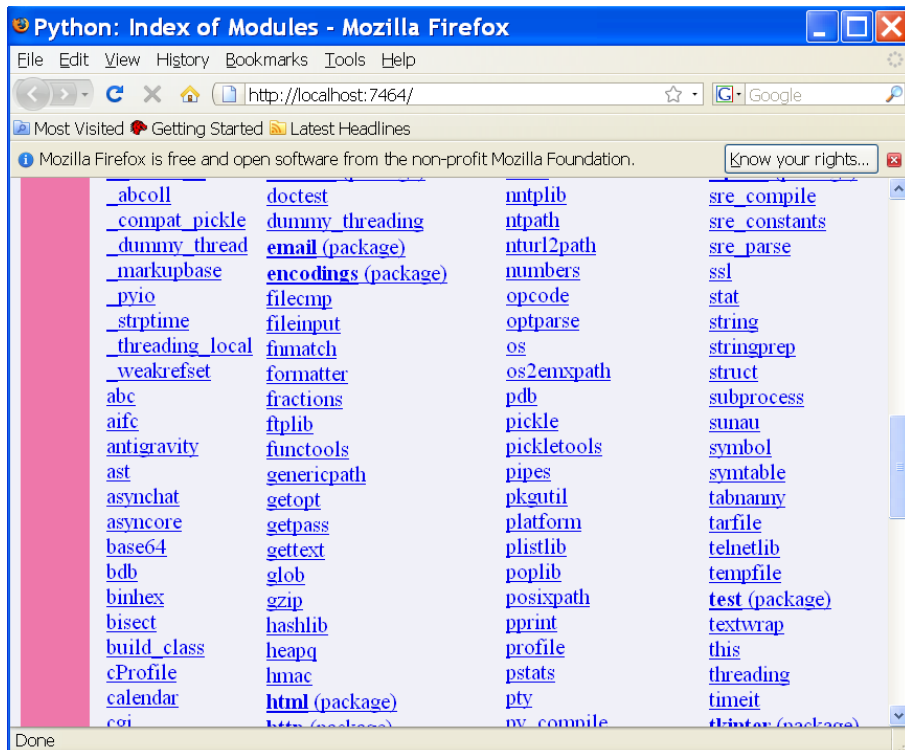 Python: Index of Modules - Mozilla Firefox
File Edit View History Bookmarks Tools Help
http://localhost:7464/ G Google
Most Visited Getting Started Latest Headlines
Mozilla Firefox is free and open software from the non-profit Mozilla Foundation. Know your rights...
_abcoll doctest nntplib sre_compile
_compat_pickle dummy_threading ntpath sre_constants
_dummy_thread email (package) nturl2path sre_parse
_markupbase encodings (package) numbers ssl
_pyio filecmp opcode stat
_strptime fileinput optparse string
_threading_local fnmatch os stringprep
_weakrefset formatter os2emxpath struct
abc fractions pdb subprocess
aifc ftplib pickle sunau
antigravity functools pickletools symbol
ast genericpath pipes symtable
asynchat getopt pkgutil tabnanny
asyncore getpass platform tarfile
base64 gettext plistlib telnetlib
bdb glob poplib tempfile
binhex gzip posixpath test (package)
bisect hashlib pprint textwrap
build_class heapq profile this
cProfile hmac pstats threading
calendar html (package) pty timeit
cgi http (package) py_compile tkinter (package)
Done